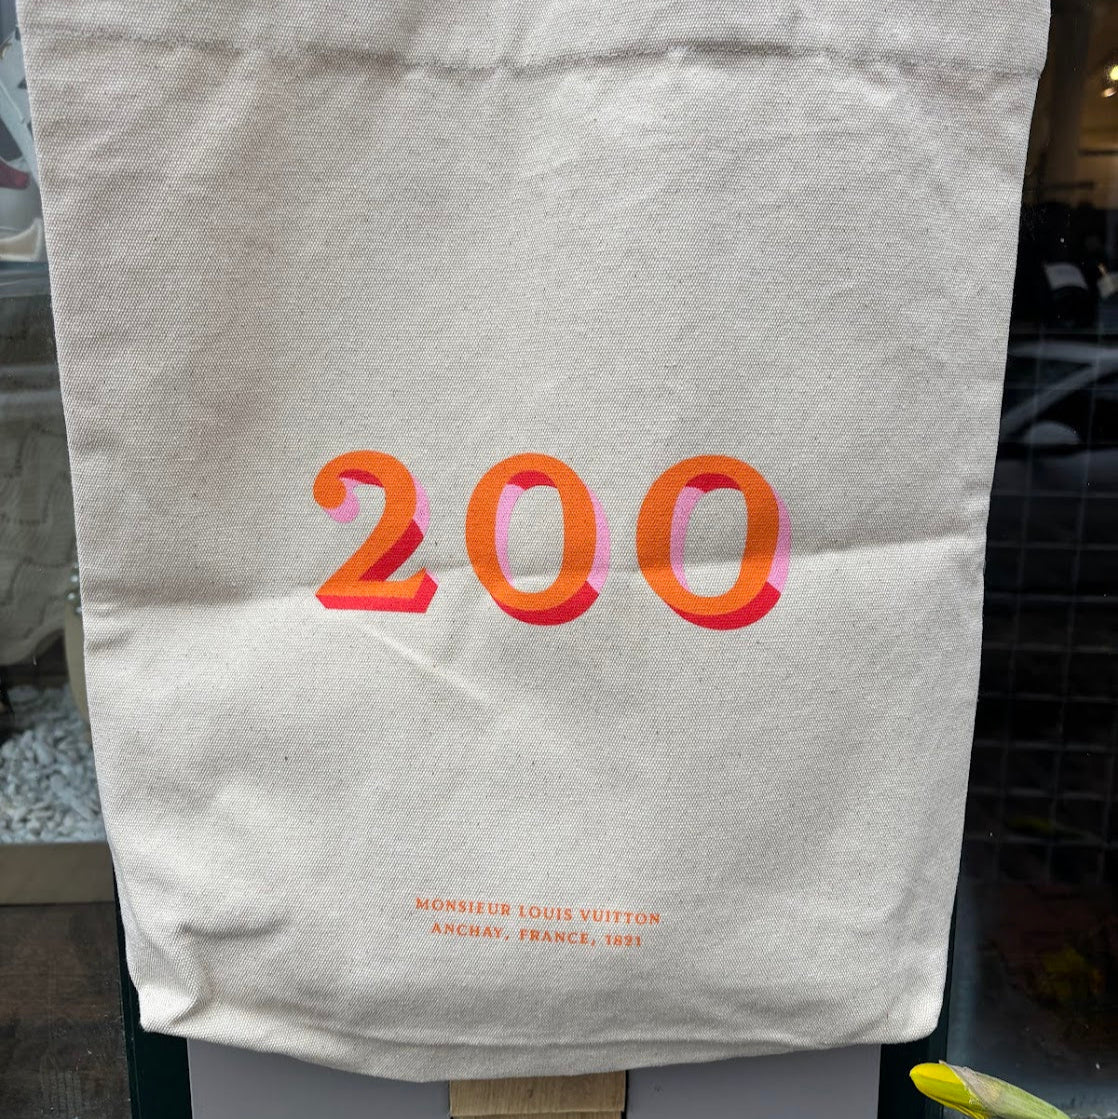 200
MONSIEUR LOUIS VUITTON
ANCHAY, FRANCE, 1821